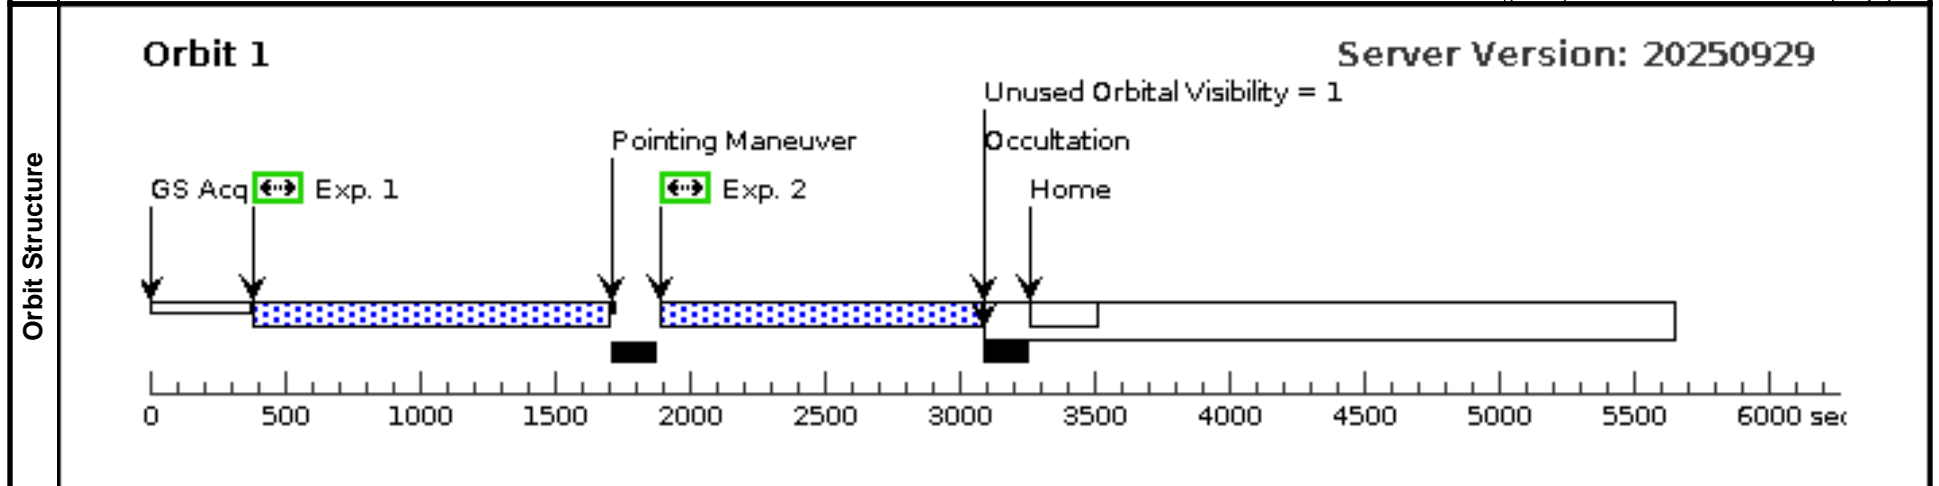 Orbit Structure
Orbit 1
Server Version: 20250929
Unused Orbital Visibility = 1
Pointing Maneuver
Occultation
GS Acq
Exp. 1
Exp. 2
Home
0 500 1000 1500 2000 2500 3000 3500 4000 4500 5000 5500 6000 sec